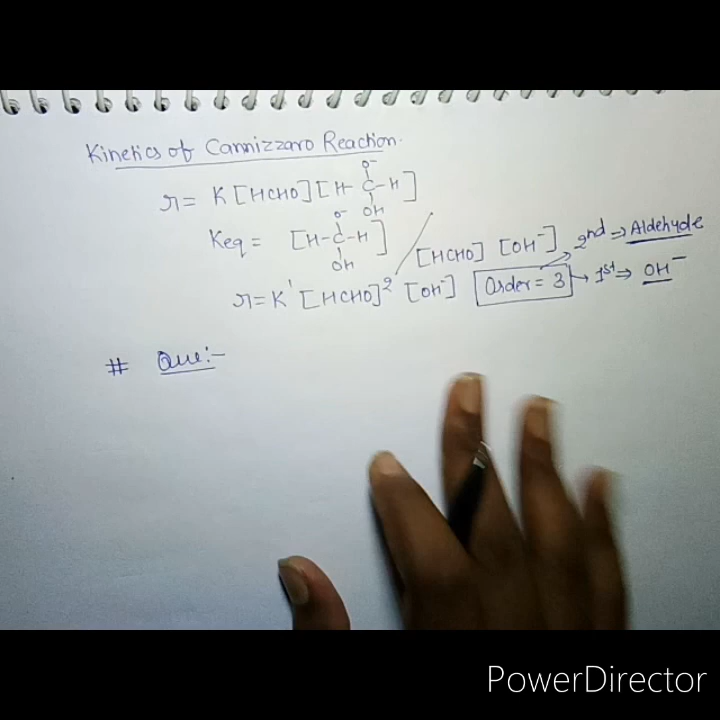 Kinetics of Cannizzaro Reaction.
r = K [HCHO] [H-C(O⁻)(OH)-H]
Keq = [H-C(O⁻)(OH)-H] / [HCHO] [OH⁻]
2nd ⇒ Aldehyde
r = K' [HCHO]² [OH⁻] Order = 3 → 1st ⇒ OH⁻
# Que:-
PowerDirector